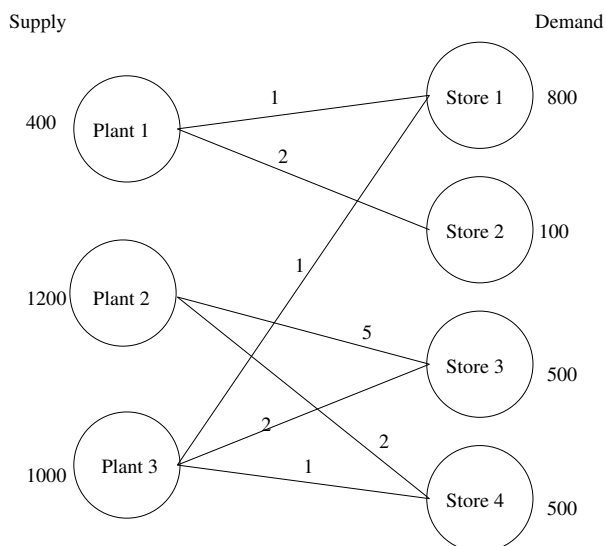 Supply
Demand
400
Plant 1
1
Store 1
800
2
Store 2
100
1
1200
Plant 2
5
Store 3
500
2
2
1000
Plant 3
1
Store 4
500